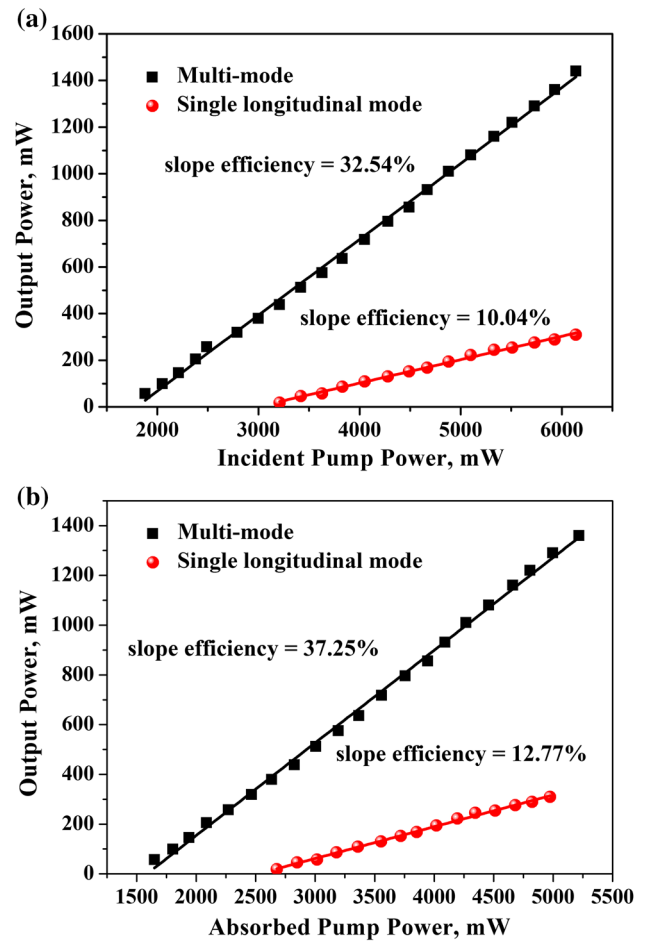 (a)
1600
1400
1200
1000
800
600
400
200
0
Output Power, mW
Multi-mode
Single longitudinal mode
slope efficiency = 32.54%
slope efficiency = 10.04%
2000 3000 4000 5000 6000
Incident Pump Power, mW
(b)
1400
1200
1000
800
600
400
200
0
Output Power, mW
Multi-mode
Single longitudinal mode
slope efficiency = 37.25%
slope efficiency = 12.77%
1500 2000 2500 3000 3500 4000 4500 5000 5500
Absorbed Pump Power, mW